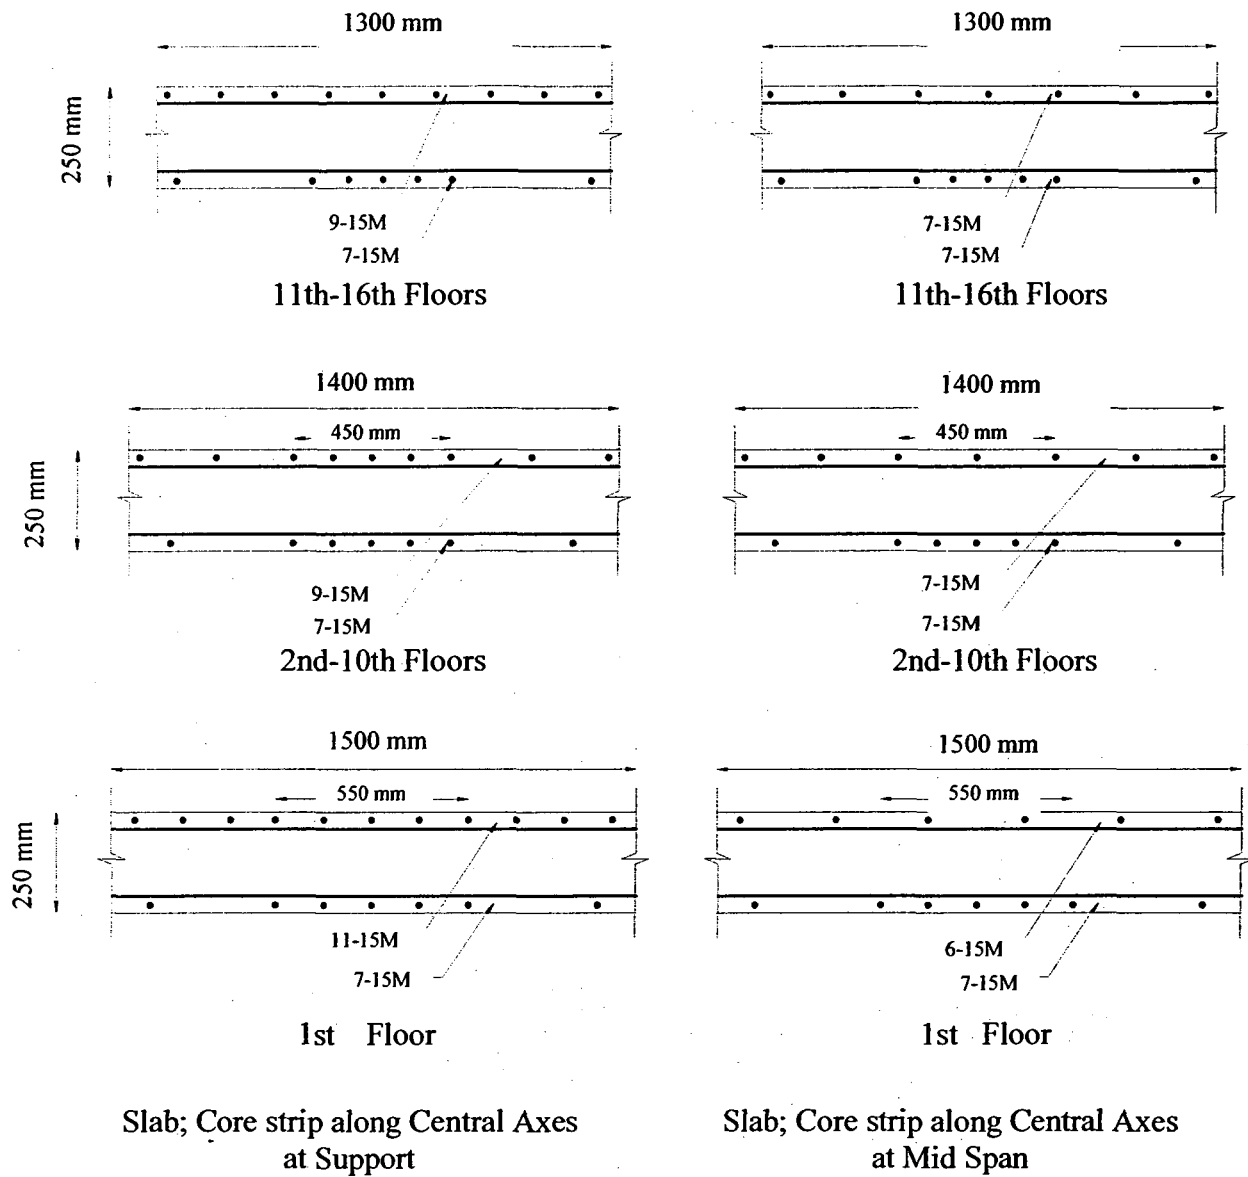 1300 mm
1300 mm
250 mm
9-15M
7-15M
7-15M
7-15M
11th-16th Floors
11th-16th Floors
1400 mm
1400 mm
450 mm
450 mm
250 mm
9-15M
7-15M
7-15M
7-15M
2nd-10th Floors
2nd-10th Floors
1500 mm
1500 mm
550 mm
550 mm
250 mm
11-15M
7-15M
6-15M
7-15M
1st Floor
1st Floor
Slab; Core strip along Central Axes
at Support
Slab; Core strip along Central Axes
at Mid Span